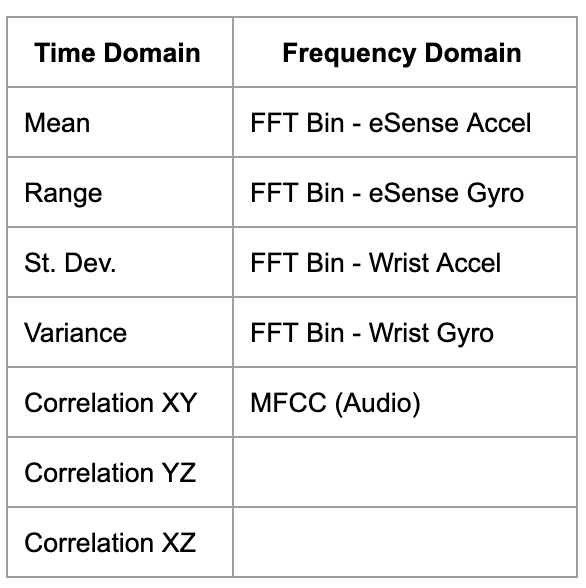 Time Domain Frequency Domain
Mean FFT Bin - eSense Accel
Range FFT Bin - eSense Gyro
St. Dev. FFT Bin - Wrist Accel
Variance FFT Bin - Wrist Gyro
Correlation XY MFCC (Audio)
Correlation YZ
Correlation XZ